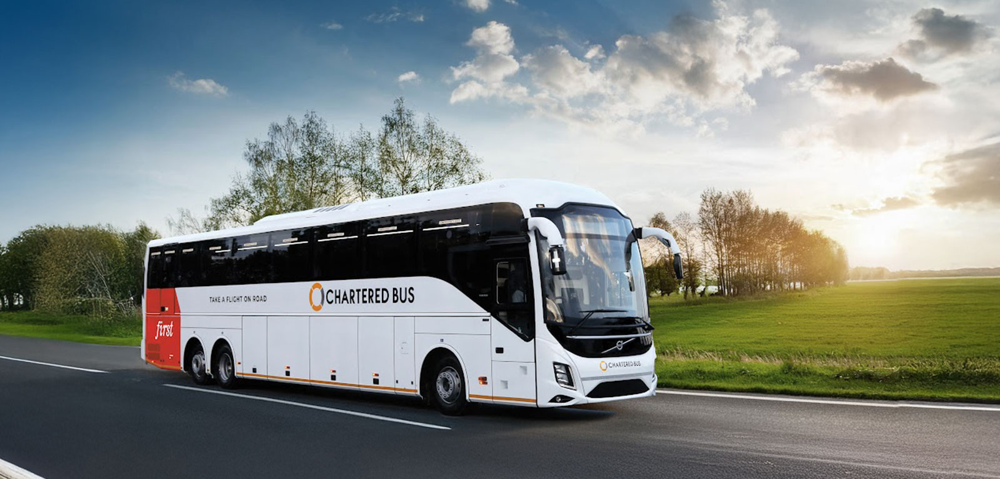 TAKE A FLIGHT ON ROAD
CHARTERED BUS
first
CHARTERED BUS